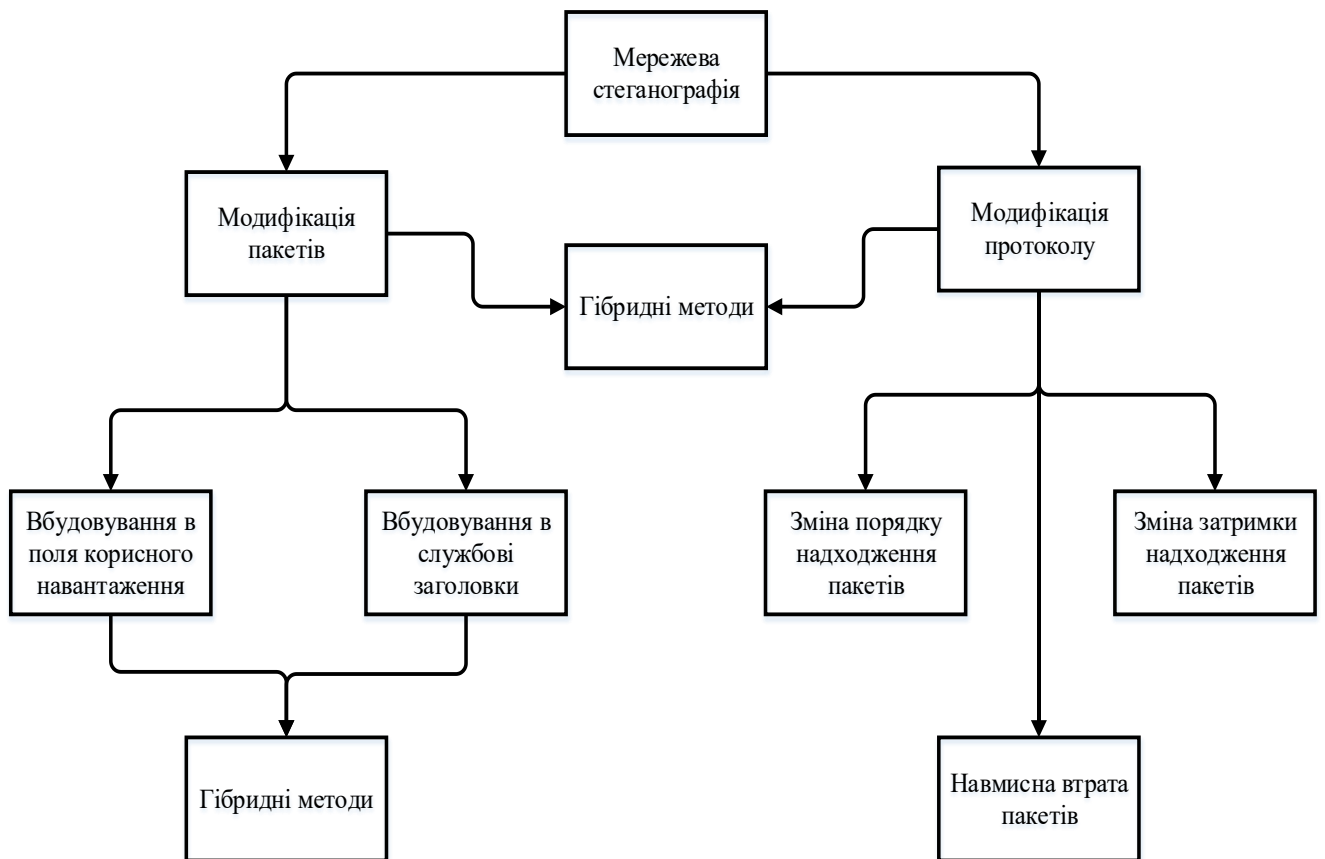 Мережева
стеганографія
Модифікація
пакетів
Модифікація
протоколу
Гібридні методи
Вбудовування в
поля корисного
навантаження
Вбудовування в
службові
заголовки
Зміна порядку
надходження
пакетів
Зміна затримки
надходження
пакетів
Гібридні методи
Навмисна втрата
пакетів